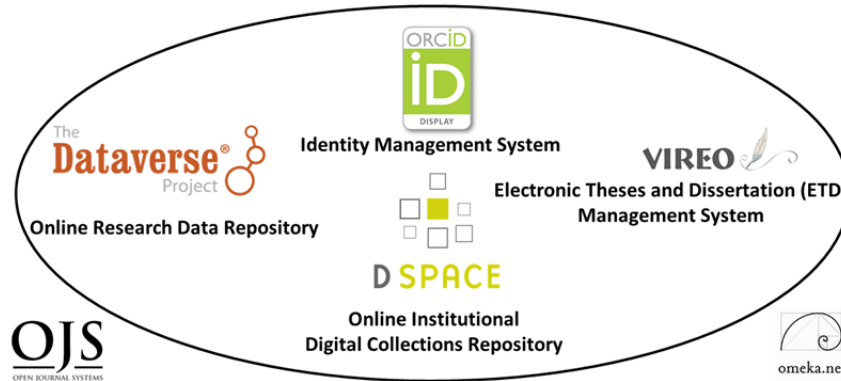 ORCiD
iD
DISPLAY
Identity Management System
The
Dataverse®
Project
Online Research Data Repository
VIREO
Electronic Theses and Dissertation (ETD
Management System
DSPACE
Online Institutional
Digital Collections Repository
OJS
OPEN JOURNAL SYSTEMS
omeka.ne